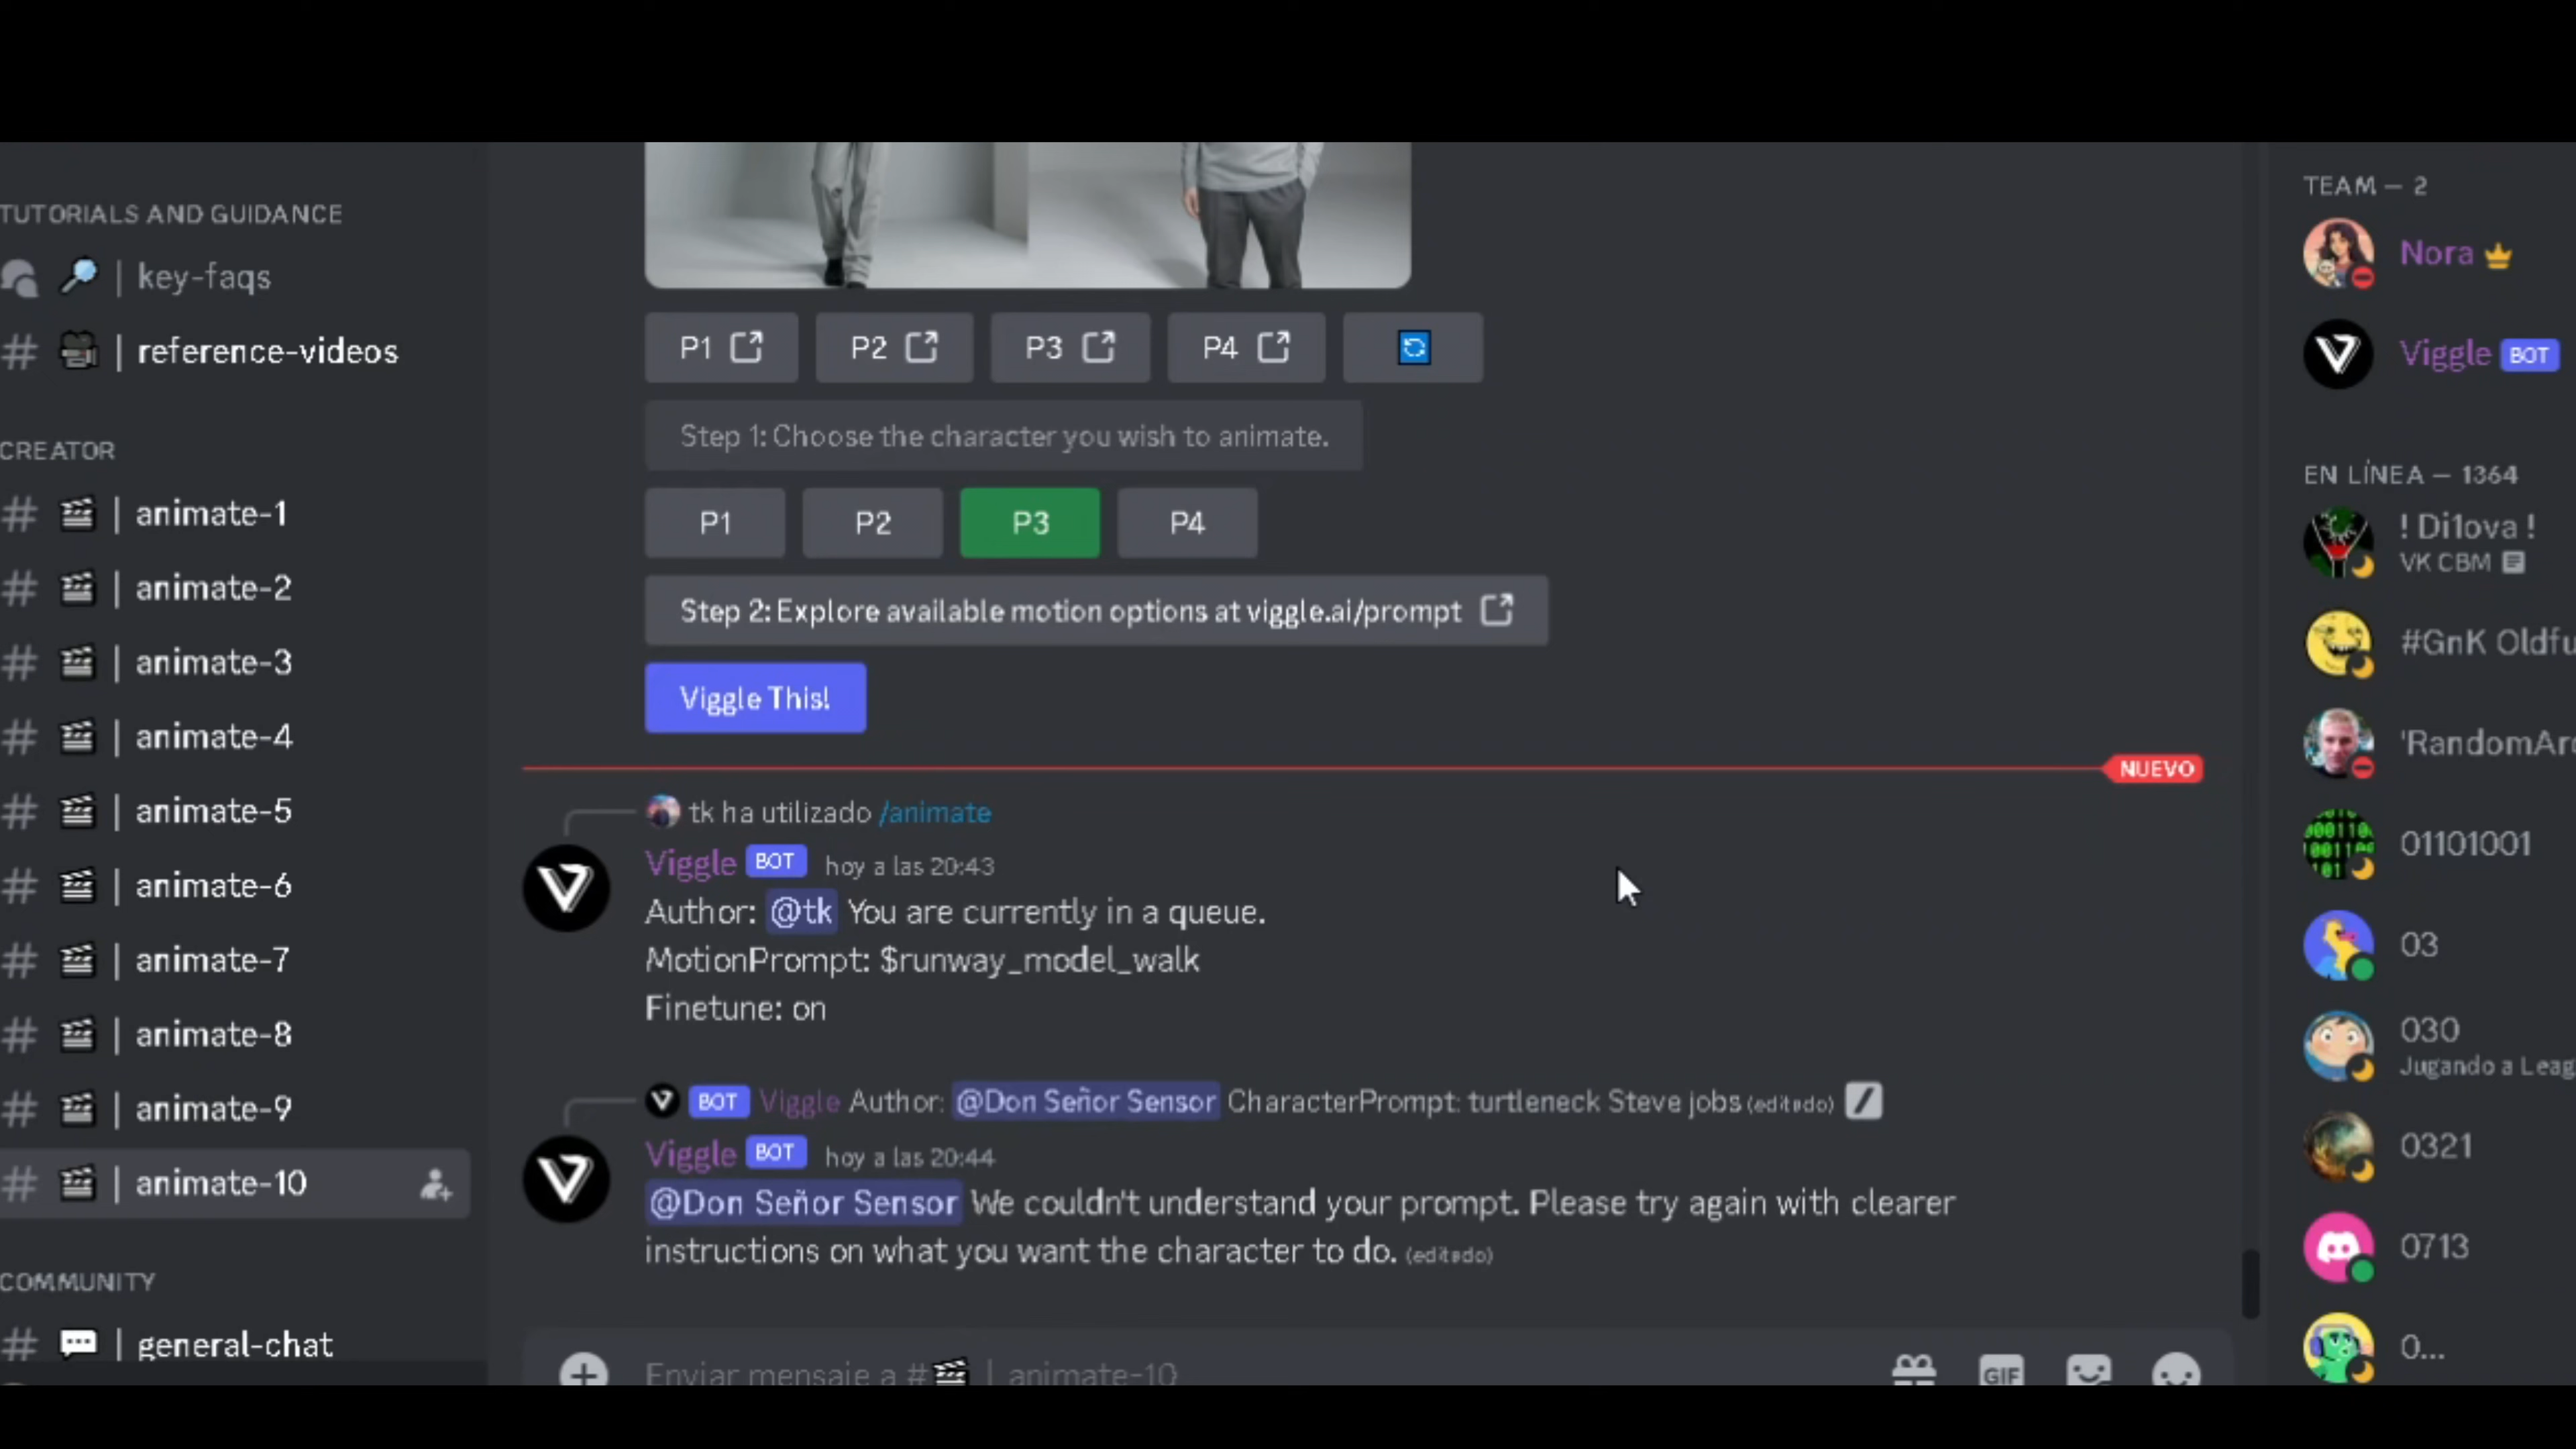 TUTORIALS AND GUIDANCE
| key-faqs
# | reference-videos
CREATOR
# | animate-1
# | animate-2
# | animate-3
# | animate-4
# | animate-5
# | animate-6
# | animate-7
# | animate-8
# | animate-9
# | animate-10
COMMUNITY
# | general-chat
P1 P2 P3 P4
Step 1: Choose the character you wish to animate.
P1 P2 P3 P4
Step 2: Explore available motion options at viggle.ai/prompt
Viggle This!
NUEVO
tk ha utilizado /animate
Viggle BOT hoy a las 20:43
Author: @tk You are currently in a queue.
MotionPrompt: $runway_model_walk
Finetune: on
BOT Viggle Author: @Don Señor Sensor CharacterPrompt: turtleneck Steve jobs (editado)
Viggle BOT hoy a las 20:44
@Don Señor Sensor We couldn't understand your prompt. Please try again with clearer
instructions on what you want the character to do. (editado)
Enviar mensaje a # | animate-10
GIF
TEAM — 2
Nora
Viggle BOT
EN LÍNEA — 1364
! Di1ova !
VK CBM
#GnK Oldfu
'RandomArc
01101001
03
030
Jugando a Leag
0321
0713
0...